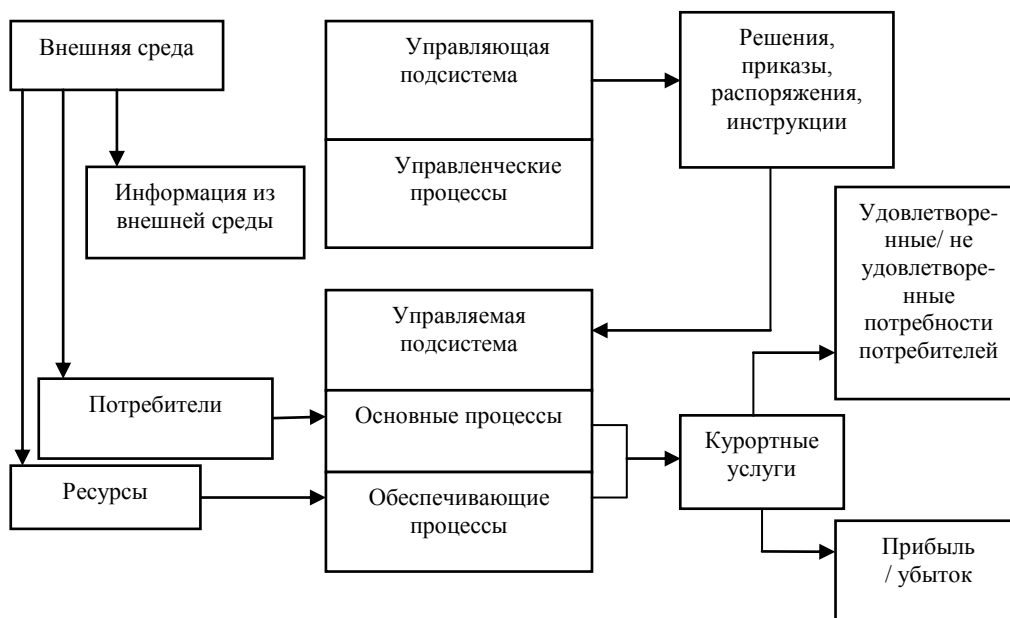 Внешняя среда
Управляющая
подсистема
Решения,
приказы,
распоряжения,
инструкции
Управленческие
процессы
Информация из
внешней среды
Удовлетворе-
нные/ не
удовлетворе-
нные
потребности
потребителей
Управляемая
подсистема
Потребители
Основные процессы
Курортные
услуги
Ресурсы
Обеспечивающие
процессы
Прибыль
/ убыток